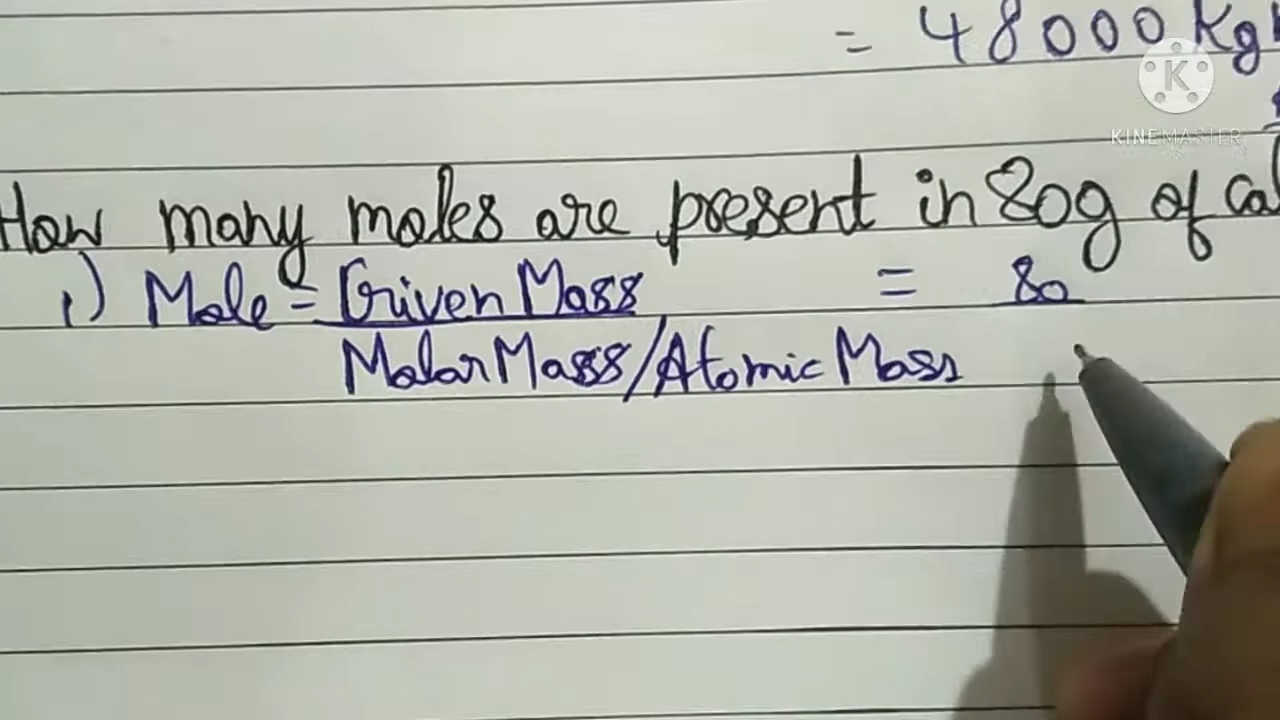 = 48000 Kg
KINEMASTER
How many moles are present in 80g of Cal
1) Mole = Given Mass = 80
Molar Mass/Atomic Mass